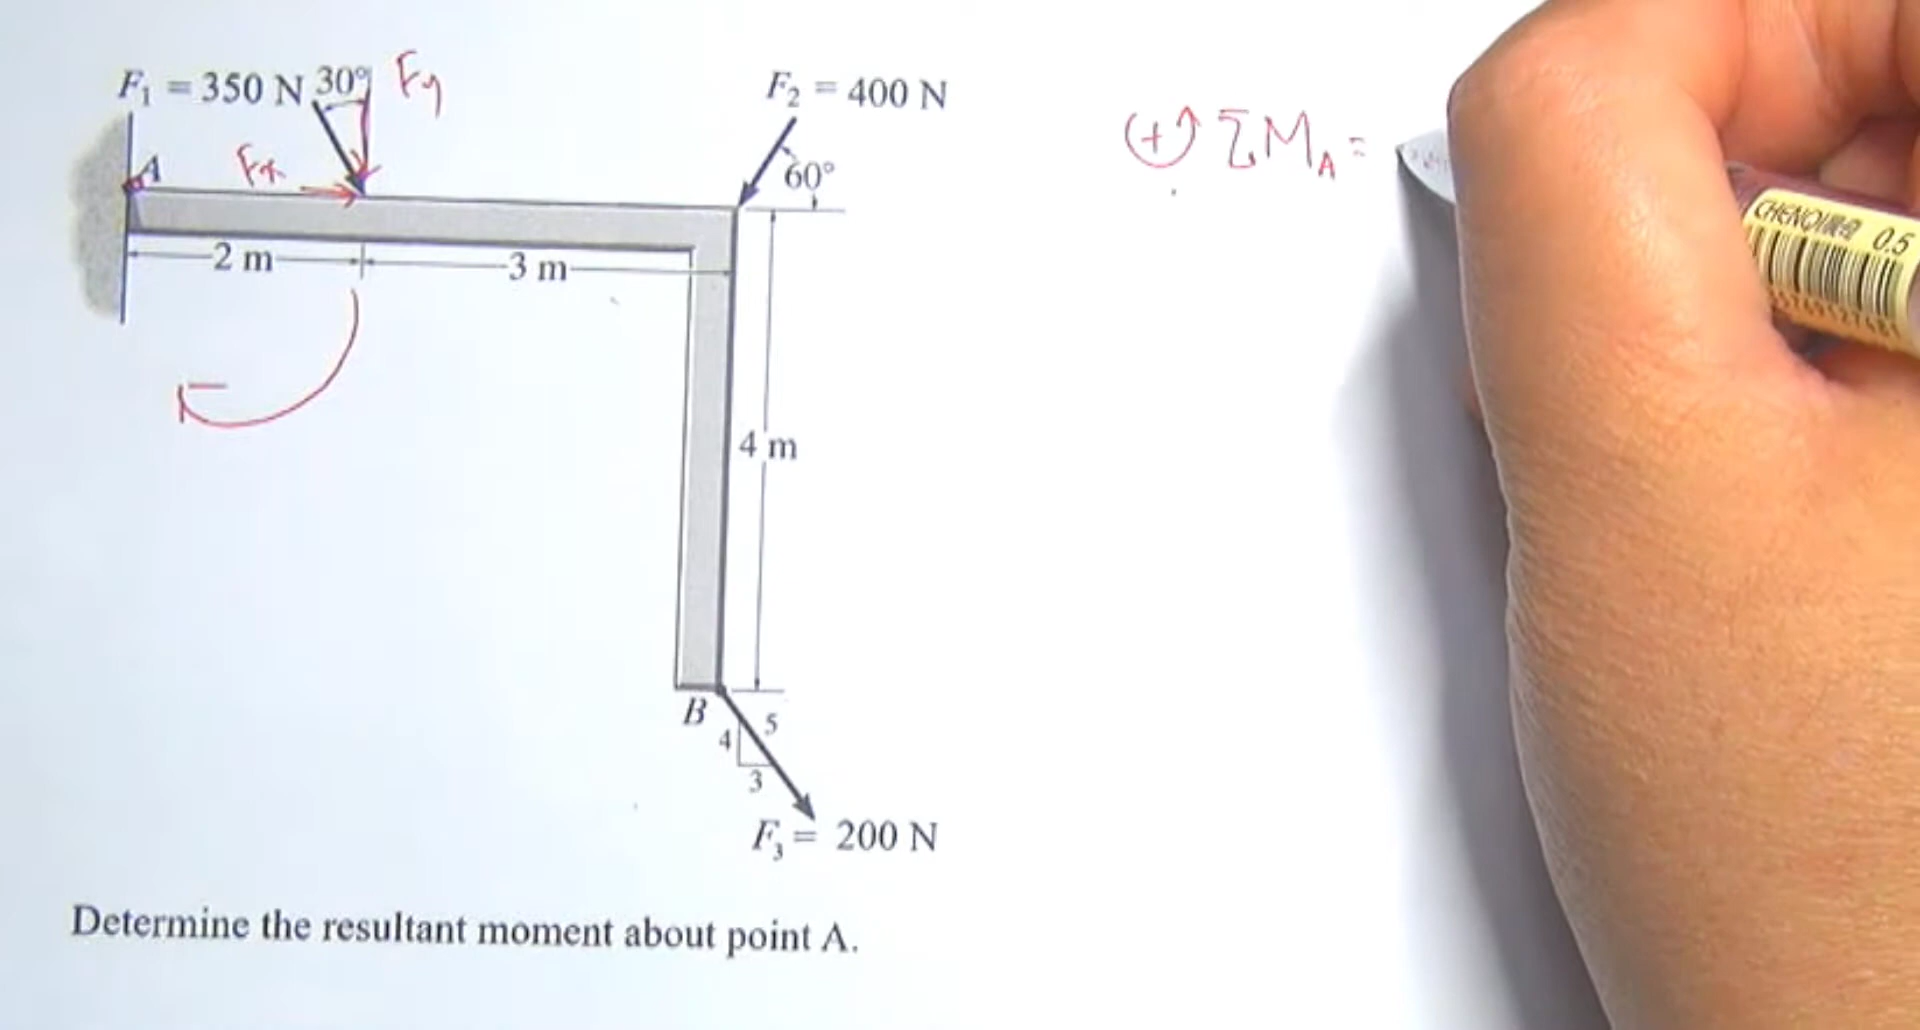 F₁ = 350 N 30° Fy
F₂ = 400 N
(+ ΣM_A =
A Fx
60°
CHENQI 0.5
2 m 3 m
4 m
B
5
4
3
F₃ = 200 N
Determine the resultant moment about point A.